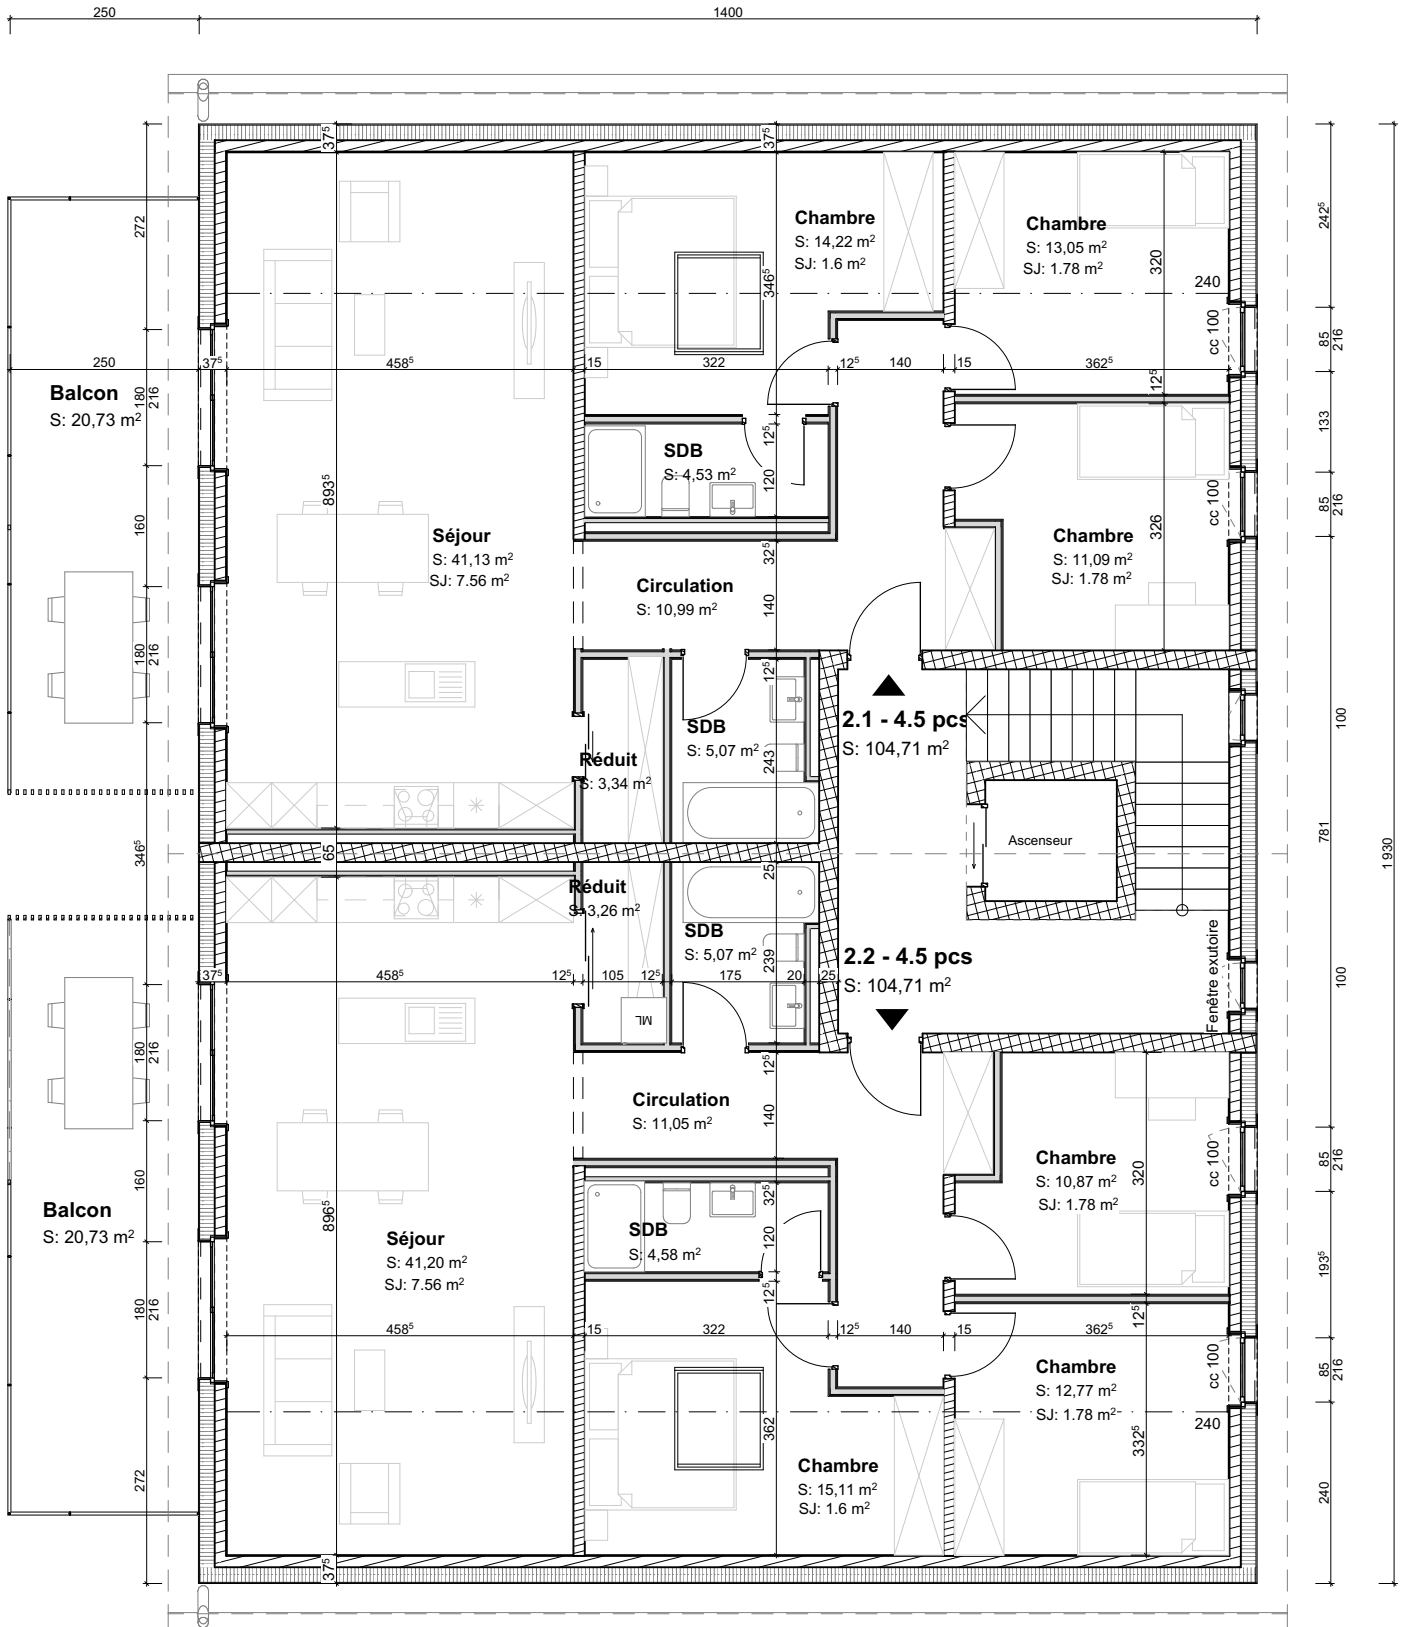 250
1400
37⁵
37⁵
272
242⁵
Chambre
S: 14,22 m²
SJ: 1.6 m²
Chambre
S: 13,05 m²
SJ: 1.78 m²
320
346⁵
240
cc 100
85
216
250
37⁵
458⁵
15
322
12⁵
140
15
362⁵
12⁵
Balcon
S: 20,73 m²
180
216
133
SDB
S: 4,53 m²
12⁵
120
893⁵
160
cc 100
85
216
326
Séjour
S: 41,13 m²
SJ: 7.56 m²
Chambre
S: 11,09 m²
SJ: 1.78 m²
32⁵
Circulation
S: 10,99 m²
140
180
216
12⁵
2.1 - 4.5 pcs
S: 104,71 m²
100
SDB
S: 5,07 m²
243
Réduit
S: 3,34 m²
Ascenseur
346⁵
65
25
781
1930
Réduit
S: 3,26 m²
SDB
S: 5,07 m²
239
2.2 - 4.5 pcs
S: 104,71 m²
Fenêtre exutoire
100
37⁵
458⁵
12⁵
105
12⁵
175
20
25
ML
180
216
12⁵
Circulation
S: 11,05 m²
140
160
Chambre
S: 10,87 m²
SJ: 1.78 m²
320
cc 100
85
216
32⁵
896⁵
Balcon
S: 20,73 m²
SDB
S: 4,58 m²
120
Séjour
S: 41,20 m²
SJ: 7.56 m²
193⁵
12⁵
12⁵
180
216
458⁵
15
322
12⁵
140
15
362⁵
Chambre
S: 12,77 m²
SJ: 1.78 m²
cc 100
85
216
240
362
332⁵
Chambre
S: 15,11 m²
SJ: 1.6 m²
272
240
37⁵